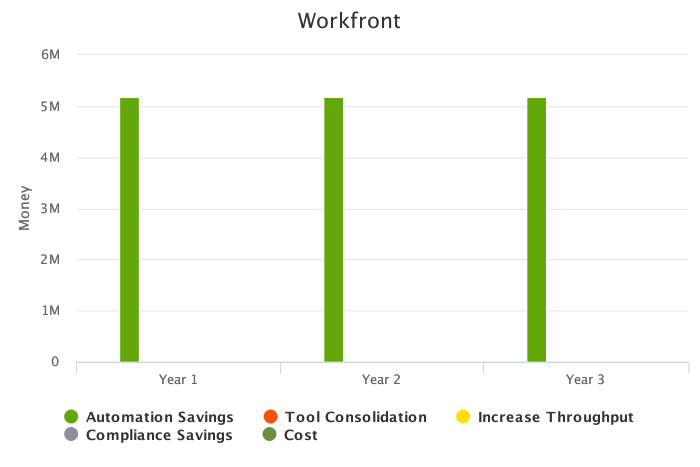 Workfront
6M
5M
4M
3M
2M
1M
0
Money
Year 1
Year 2
Year 3
Automation Savings
Tool Consolidation
Increase Throughput
Compliance Savings
Cost